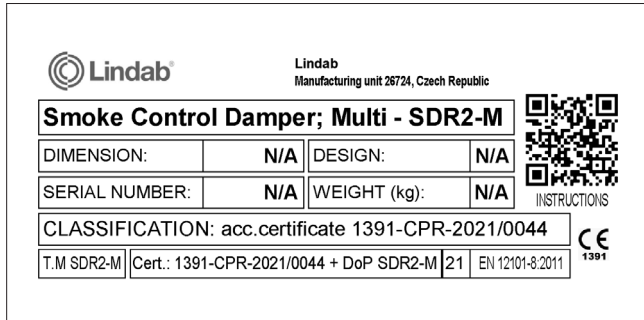 Lindab
Lindab
Manufacturing unit 26724, Czech Republic
Smoke Control Damper; Multi - SDR2-M
DIMENSION: N/A DESIGN: N/A
SERIAL NUMBER: N/A WEIGHT (kg): N/A
INSTRUCTIONS
CLASSIFICATION: acc.certificate 1391-CPR-2021/0044
T.M SDR2-M Cert.: 1391-CPR-2021/0044 + DoP SDR2-M 21 EN 12101-8:2011
CE
1391